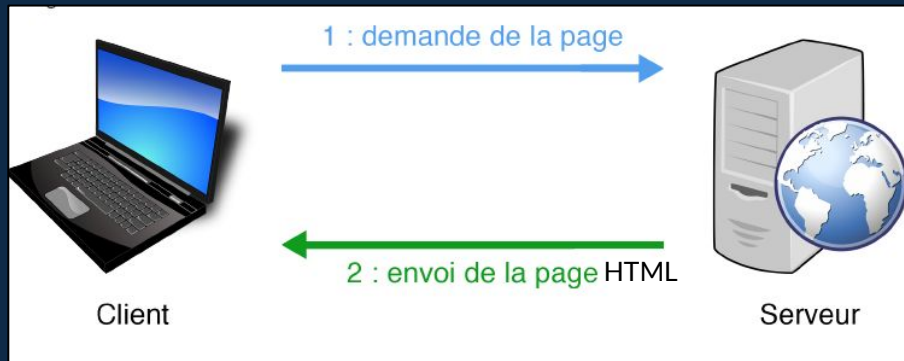 1 : demande de la page
2 : envoi de la page HTML
Client
Serveur